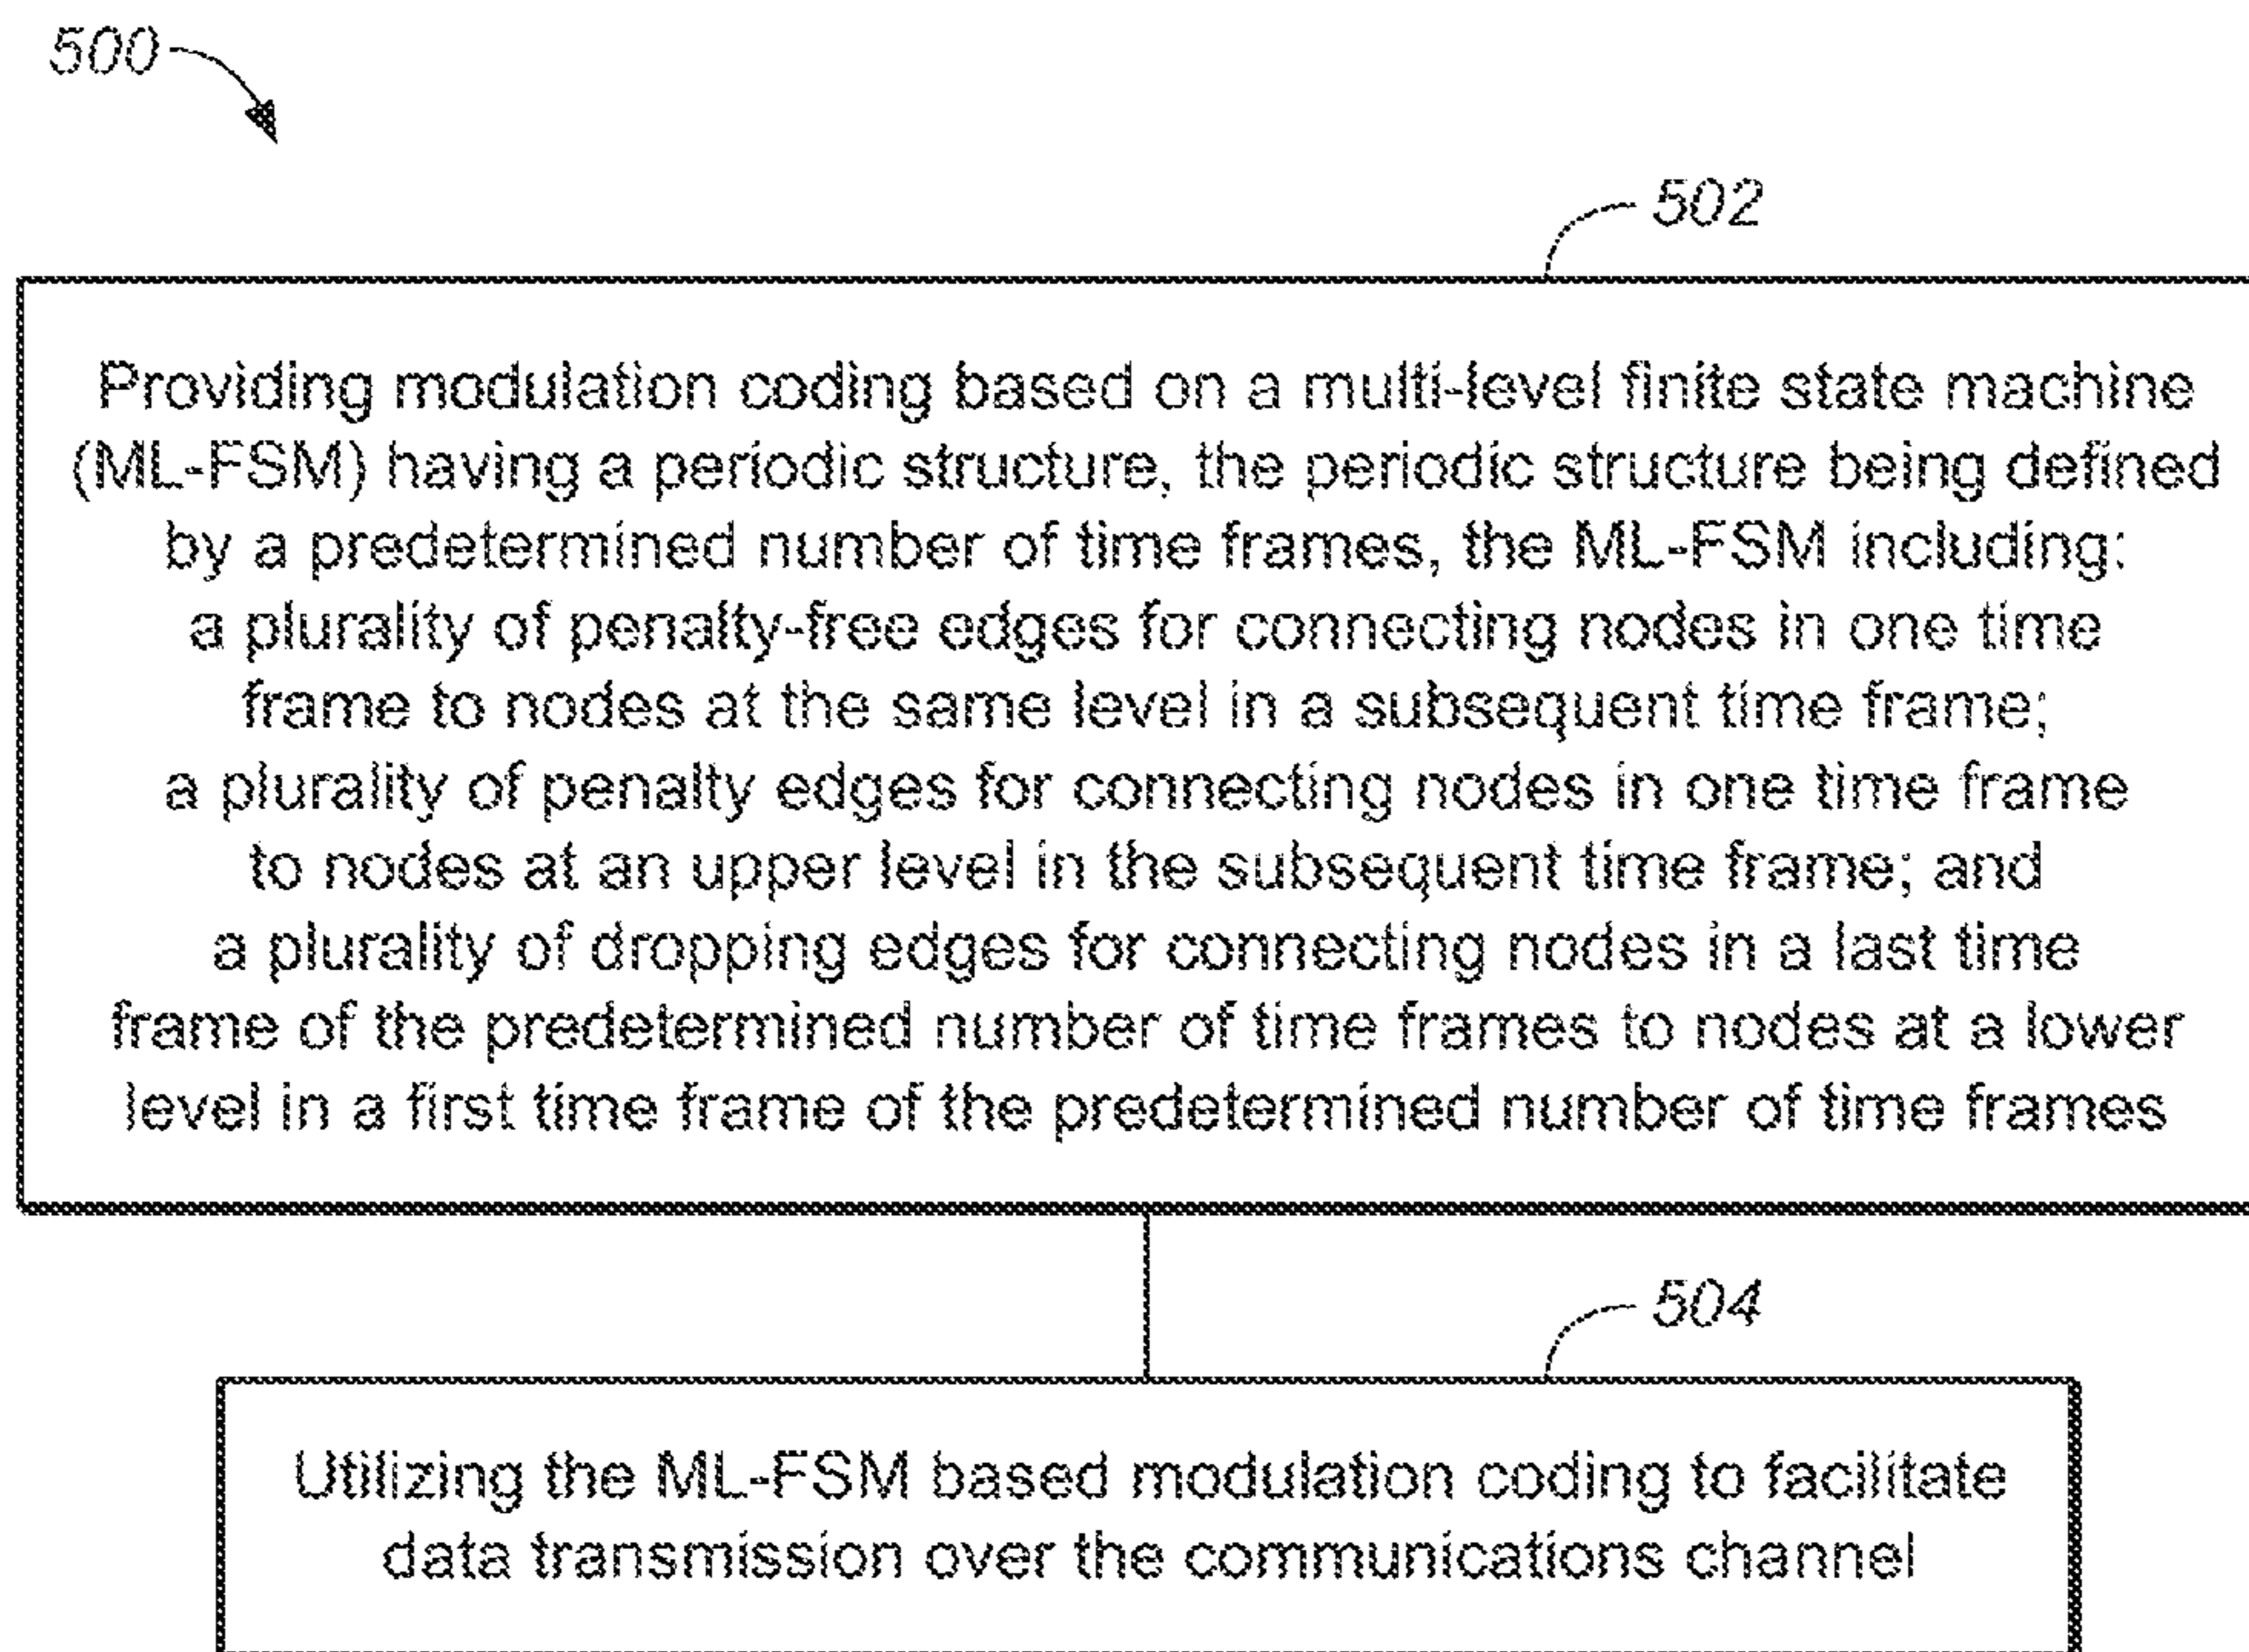 500
502
Providing modulation coding based on a multi-level finite state machine
(ML-FSM) having a periodic structure, the periodic structure being defined
by a predetermined number of time frames, the ML-FSM including:
a plurality of penalty-free edges for connecting nodes in one time
frame to nodes at the same level in a subsequent time frame;
a plurality of penalty edges for connecting nodes in one time frame
to nodes at an upper level in the subsequent time frame; and
a plurality of dropping edges for connecting nodes in a last time
frame of the predetermined number of time frames to nodes at a lower
level in a first time frame of the predetermined number of time frames
504
Utilizing the ML-FSM based modulation coding to facilitate
data transmission over the communications channel